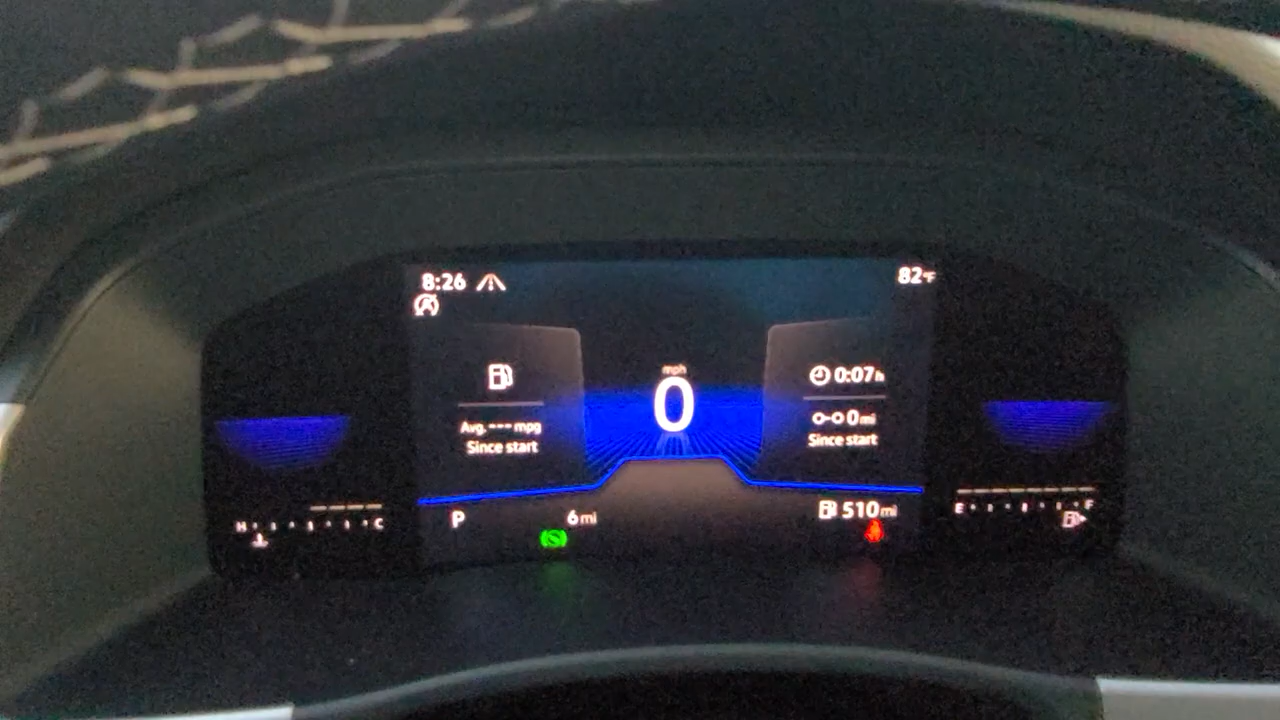 8:26
82°F
mph
0
Avg. --- mpg
Since start
0:07h
0mi
Since start
P
6mi
510mi
H C
E F